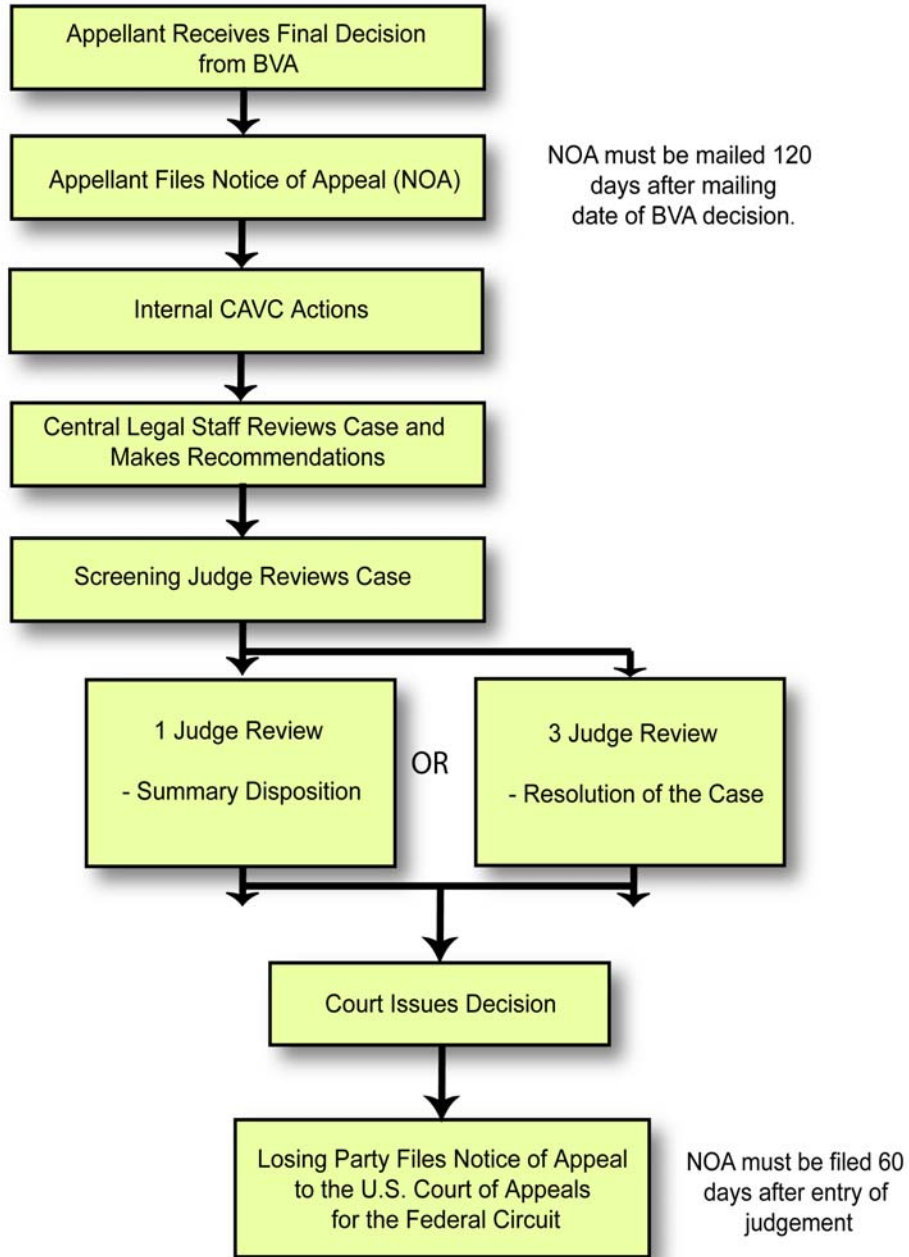 Appellant Receives Final Decision
from BVA
Appellant Files Notice of Appeal (NOA)
NOA must be mailed 120
days after mailing
date of BVA decision.
Internal CAVC Actions
Central Legal Staff Reviews Case and
Makes Recommendations
Screening Judge Reviews Case
1 Judge Review
- Summary Disposition
OR
3 Judge Review
- Resolution of the Case
Court Issues Decision
Losing Party Files Notice of Appeal
to the U.S. Court of Appeals
for the Federal Circuit
NOA must be filed 60
days after entry of
judgement